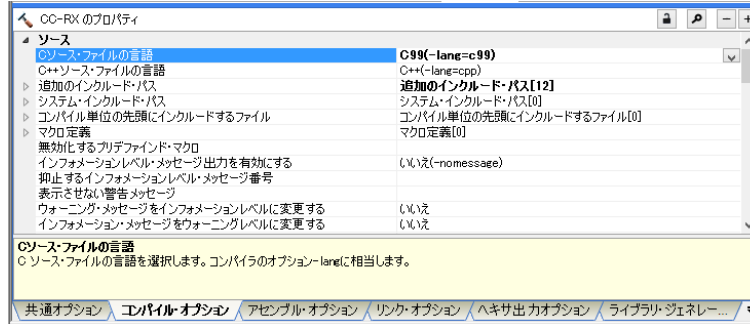 CC-RX のプロパティ
ソース
Cソース・ファイルの言語 C99(-lang=c99)
C++ソース・ファイルの言語 C++(-lang=cpp)
追加のインクルード・パス 追加のインクルード・パス[12]
システム・インクルード・パス システム・インクルード・パス[0]
コンパイル単位の先頭にインクルードするファイル コンパイル単位の先頭にインクルードするファイル[0]
マクロ定義 マクロ定義[0]
無効化するプリデファインド・マクロ
インフォメーションレベル・メッセージ出力を有効にする いいえ(-nomessage)
抑止するインフォメーションレベル・メッセージ番号
表示させない警告メッセージ
ウォーニング・メッセージをインフォメーションレベルに変更する いいえ
インフォメーション・メッセージをウォーニングレベルに変更する いいえ
Cソース・ファイルの言語
C ソース・ファイルの言語を選択します。コンパイラのオプション-langに相当します。
共通オプション コンパイル・オプション アセンブル・オプション リンク・オプション ヘキサ出力オプション ライブラリ・ジェネレー...